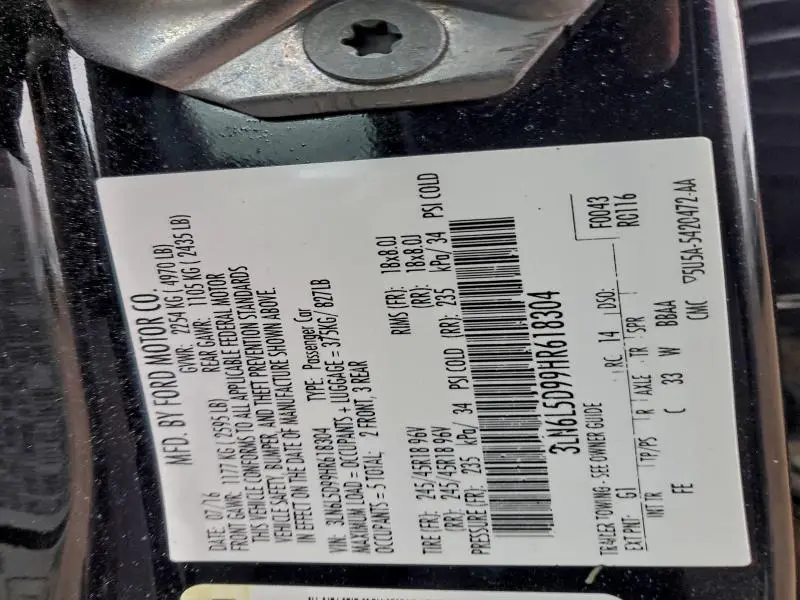 MFD. BY FORD MOTOR CO.
DATE: 07/16 GVWR: 2254 KG ( 4970 LB)
FRONT GAWR: 1177 KG ( 2595 LB) REAR GAWR: 1105 KG ( 2435 LB)
THIS VEHICLE CONFORMS TO ALL APPLICABLE FEDERAL MOTOR
VEHICLE SAFETY, BUMPER, AND THEFT PREVENTION STANDARDS
IN EFFECT ON THE DATE OF MANUFACTURE SHOWN ABOVE.
VIN: 3LN6L5D99HR618304 TYPE: Passenger Car
MAXIMUM LOAD = OCCUPANTS + LUGGAGE = 375KG/ 827LB
OCCUPANTS = 5 TOTAL: 2 FRONT, 3 REAR
TIRE (FR): 245/45R18 96V RIMS (FR): 18x8.0J
(RR): 245/45R18 96V (RR): 18x8.0J
PRESSURE (FR): 235 kPa/ 34 PSI COLD (RR): 235 kPa/ 34 PSI COLD
3LN6L5D99HR618304
TRAILER TOWING - SEE OWNER GUIDE F0043
EXT PNT: G1 RC: 14 DSO: RG116
INT TR TP/PS R AXLE TR SPR
FE C 33 W BBAA
CMC ▽5U5A-5420472-AA